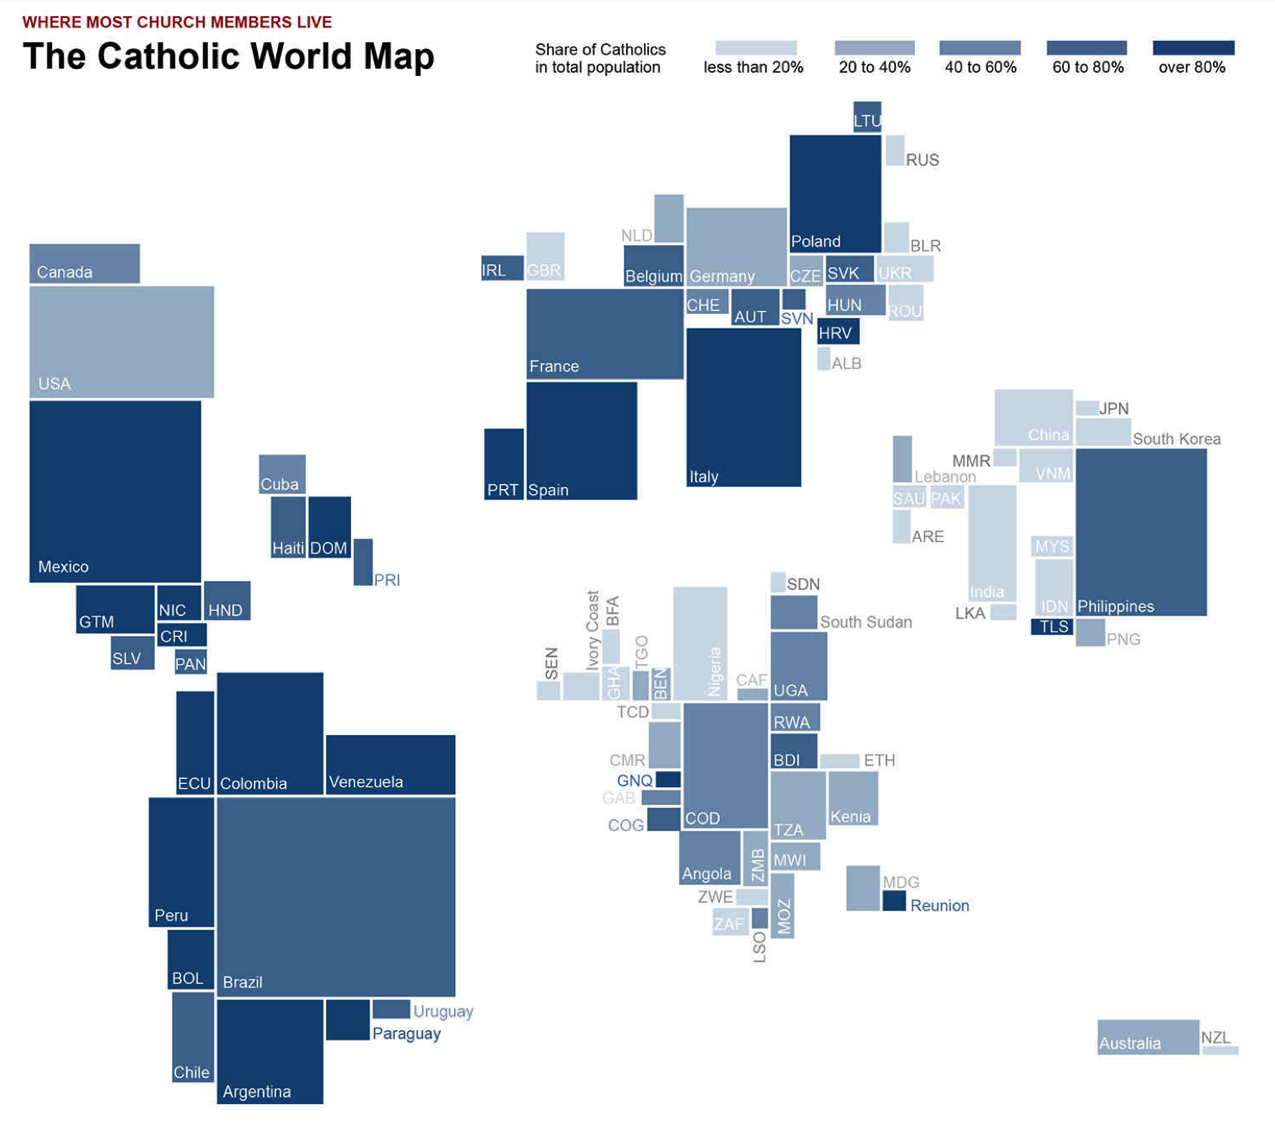 WHERE MOST CHURCH MEMBERS LIVE
The Catholic World Map
Share of Catholics
in total population
less than 20%
20 to 40%
40 to 60%
60 to 80%
over 80%
Canada
USA
Mexico
Cuba
Haiti
DOM
PRI
GTM
NIC
HND
CRI
SLV
PAN
ECU
Colombia
Venezuela
Peru
BOL
Brazil
Chile
Argentina
Uruguay
Paraguay
LTU
RUS
Poland
NLD
BLR
IRL
GBR
Belgium
Germany
CZE
SVK
UKR
CHE
AUT
SVN
HUN
ROU
HRV
ALB
France
PRT
Spain
Italy
JPN
China
South Korea
MMR
VNM
Lebanon
SAU
PAK
ARE
India
LKA
MYS
IDN
Philippines
TLS
PNG
SDN
South Sudan
BFA
Ivory Coast
SEN
GHA
TGO
BEN
Nigeria
CAF
UGA
TCD
RWA
CMR
BDI
ETH
GNQ
GAB
COG
COD
TZA
Kenia
Angola
ZMB
MWI
ZWE
ZAF
LSO
MOZ
MDG
Reunion
Australia
NZL